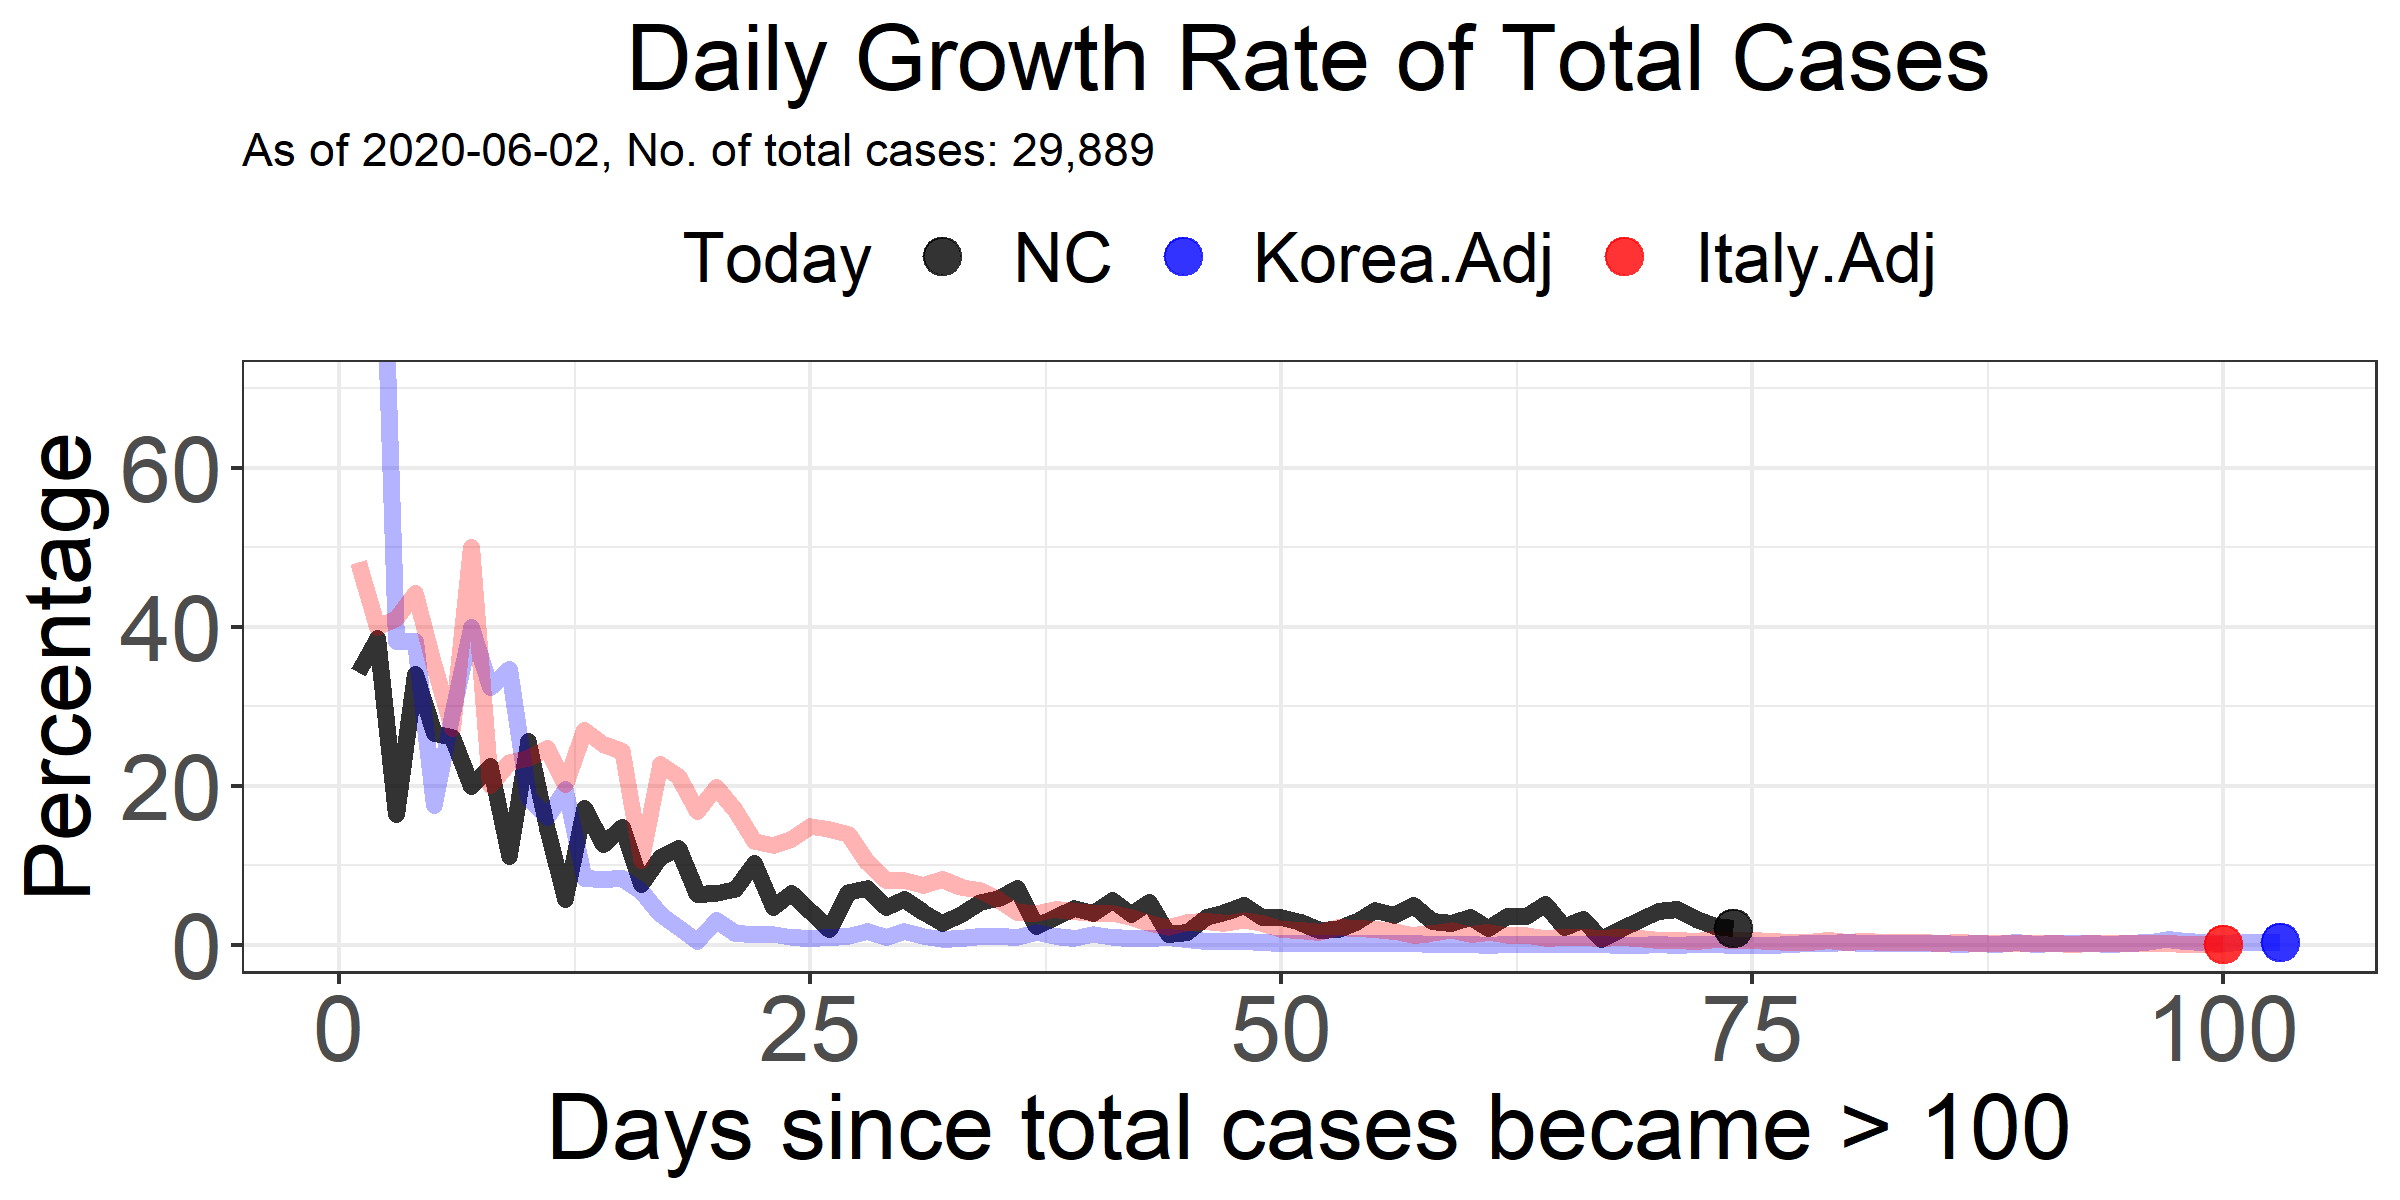 Daily Growth Rate of Total Cases
As of 2020-06-02, No. of total cases: 29,889
Today NC Korea.Adj Italy.Adj
Percentage
60
40
20
0
0 25 50 75 100
Days since total cases became > 100